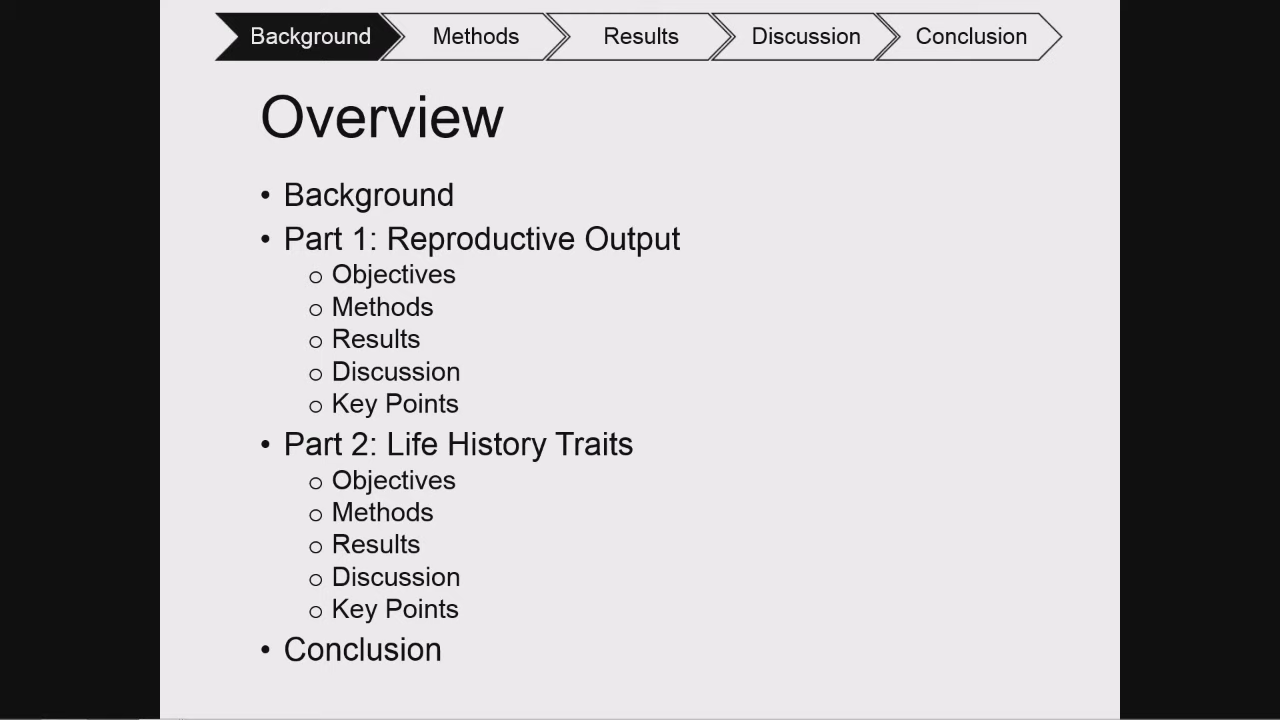 Background Methods Results Discussion Conclusion
Overview
• Background
• Part 1: Reproductive Output
o Objectives
o Methods
o Results
o Discussion
o Key Points
• Part 2: Life History Traits
o Objectives
o Methods
o Results
o Discussion
o Key Points
• Conclusion